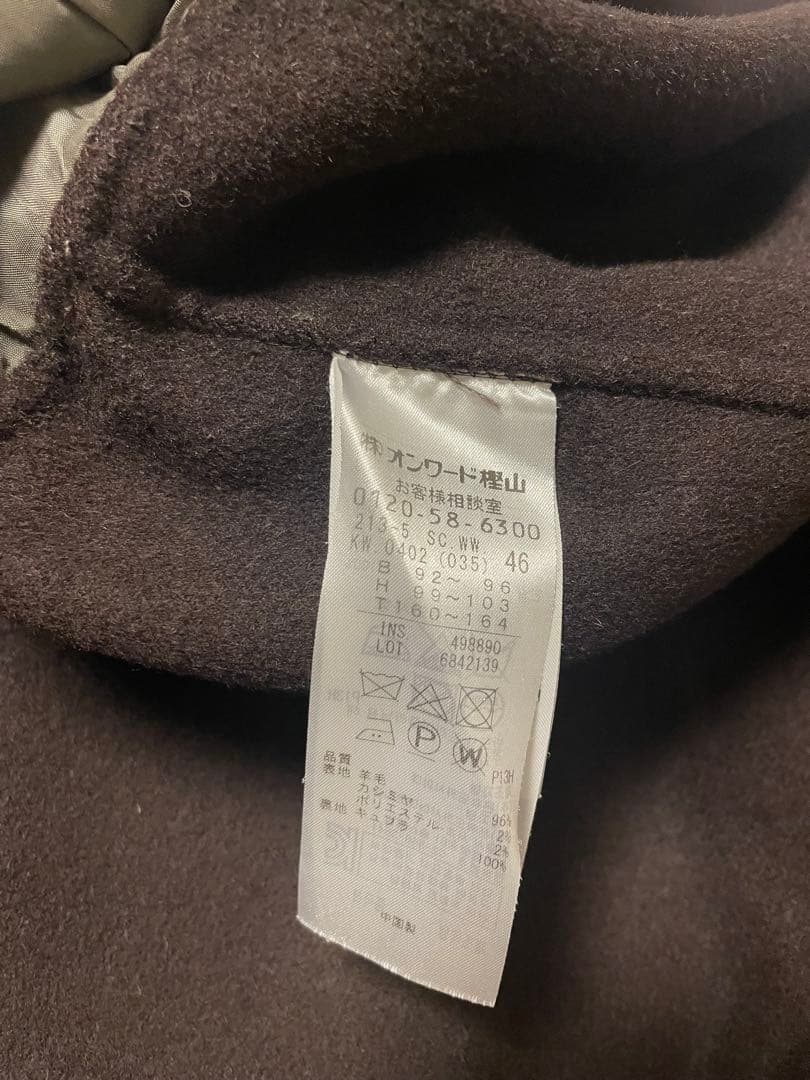 (株)オンワード樫山
お客様相談室
0120-58-6300
213-5 SC.WW
KW 0402 (035) 46
B 92～ 96
H 99～103
T160～164
INS 498890
LOT 6842139
P W
P13H
品質
表地 羊毛 96%
カシミヤ 2%
ポリエステル 2%
裏地 キュプラ 100%
中国製